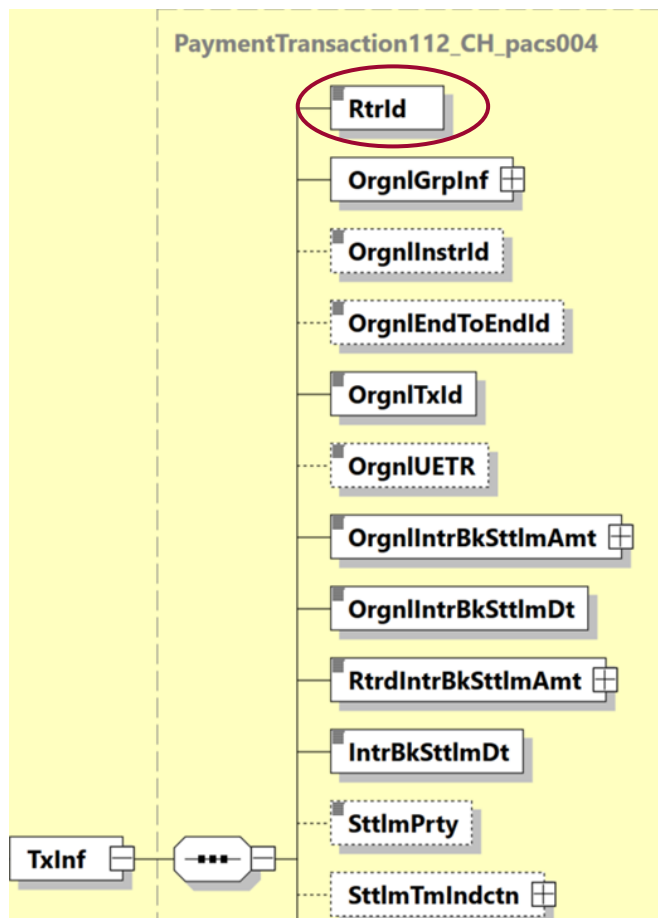 PaymentTransaction112_CH_pacs004
RtrId
OrgnlGrpInf
OrgnlInstrId
OrgnlEndToEndId
OrgnlTxId
OrgnlUETR
OrgnlIntrBkSttlmAmt
OrgnlIntrBkSttlmDt
RtrdIntrBkSttlmAmt
IntrBkSttlmDt
SttlmPrty
TxInf
SttlmTmIndctn